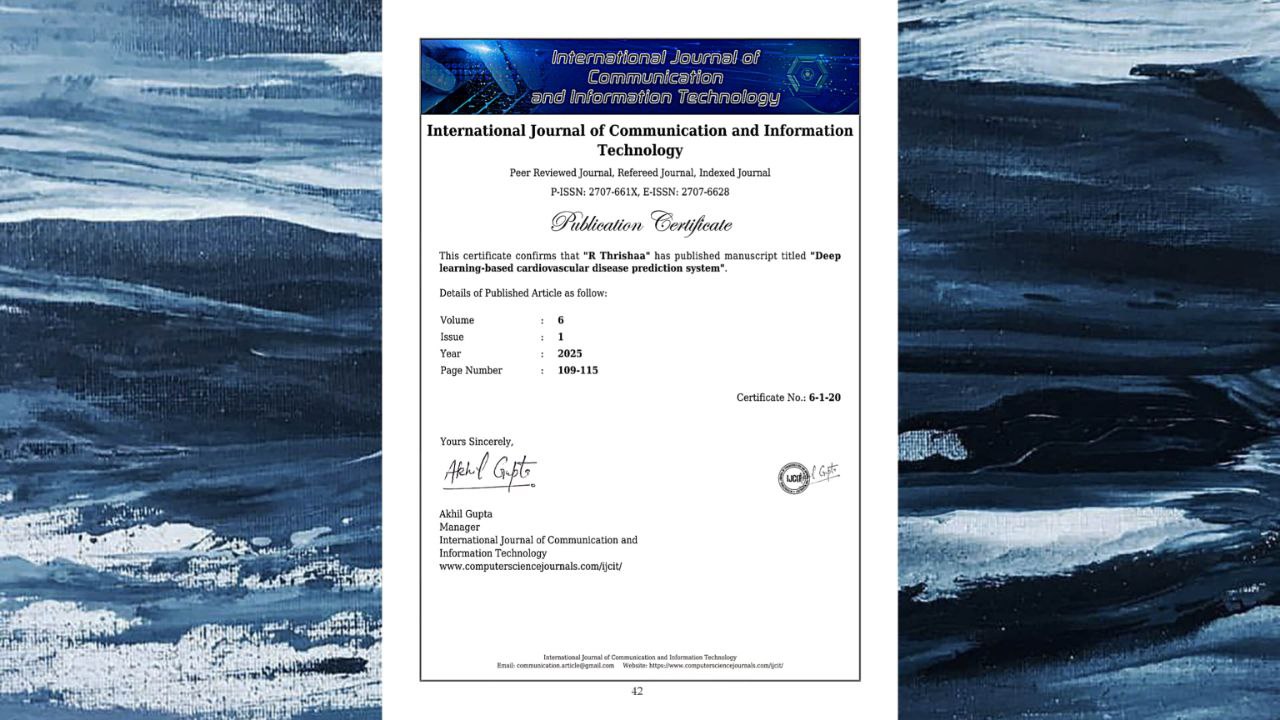 International Journal of
Communication
and Information Technology
International Journal of Communication and Information
Technology
Peer Reviewed Journal, Refereed Journal, Indexed Journal
P-ISSN: 2707-661X, E-ISSN: 2707-6628
Publication Certificate
This certificate confirms that "R Thrishaa" has published manuscript titled "Deep
learning-based cardiovascular disease prediction system".
Details of Published Article as follow:
Volume : 6
Issue : 1
Year : 2025
Page Number : 109-115
Certificate No.: 6-1-20
Yours Sincerely,
Akhil Gupta
IJCIT
Akhil Gupta
Manager
International Journal of Communication and
Information Technology
www.computersciencejournals.com/ijcit/
International Journal of Communication and Information Technology
Email: communication.article@gmail.com Website: https://www.computersciencejournals.com/ijcit/
42